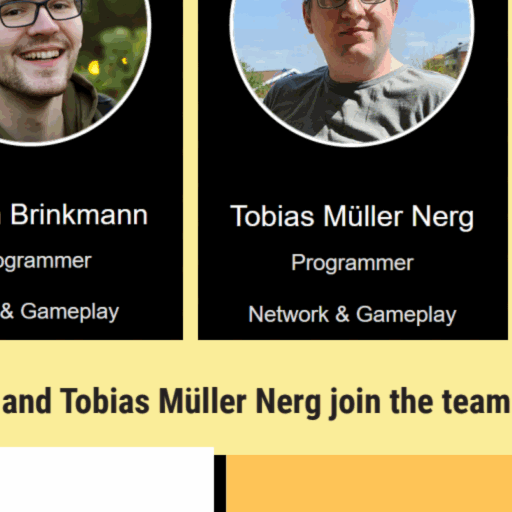 Brinkmann
Tobias Müller Nerg
ogrammer
Programmer
& Gameplay
Network & Gameplay
and Tobias Müller Nerg join the team